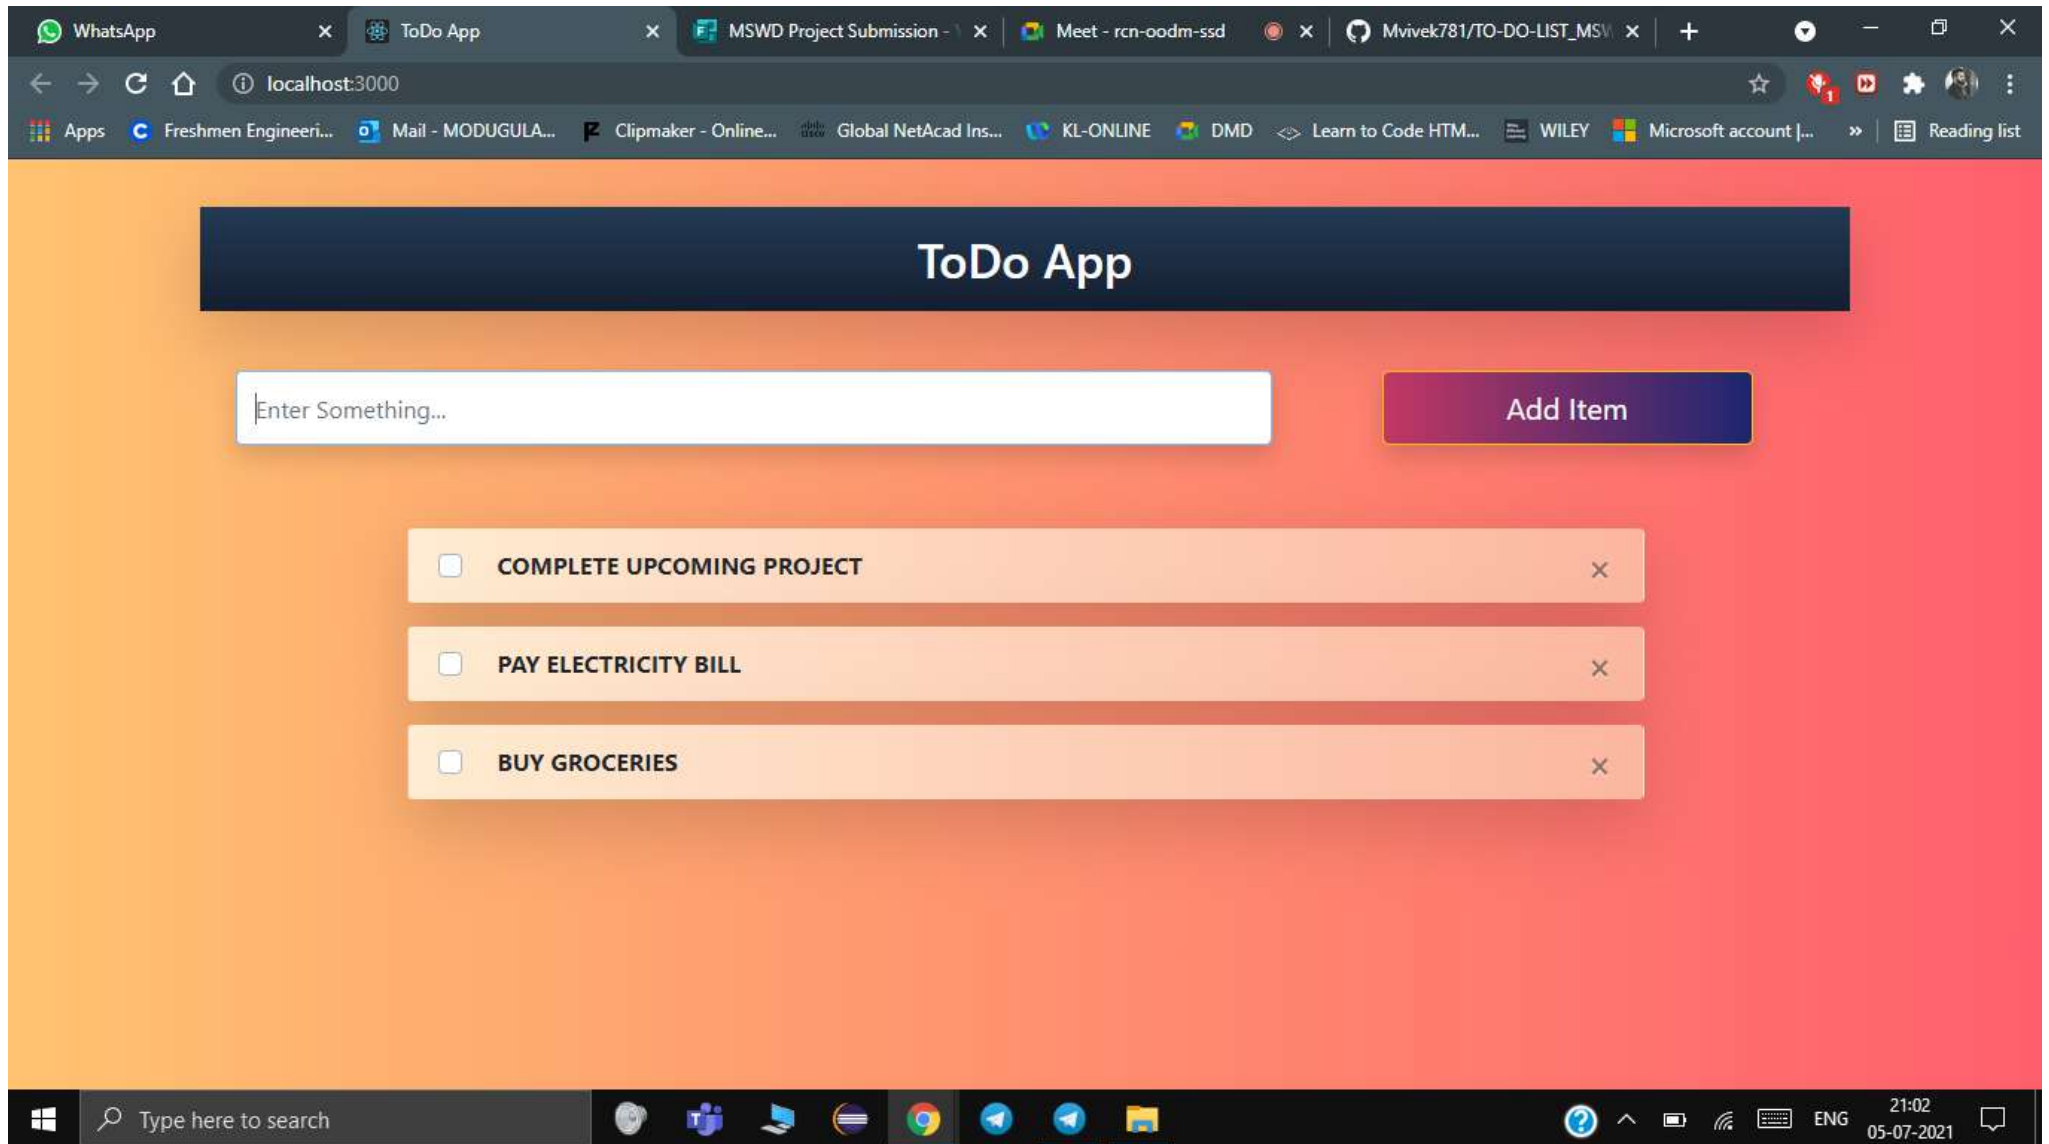 WhatsApp
ToDo App
MSWD Project Submission -
Meet - rcn-oodm-ssd
Mvivek781/TO-DO-LIST_MSW
localhost:3000
1
Apps
Freshmen Engineeri...
Mail - MODUGULA...
Clipmaker - Online...
Global NetAcad Ins...
KL-ONLINE
DMD
Learn to Code HTM...
WILEY
Microsoft account |...
»
Reading list
ToDo App
Enter Something...
Add Item
COMPLETE UPCOMING PROJECT
PAY ELECTRICITY BILL
BUY GROCERIES
Type here to search
ENG
21:02
05-07-2021